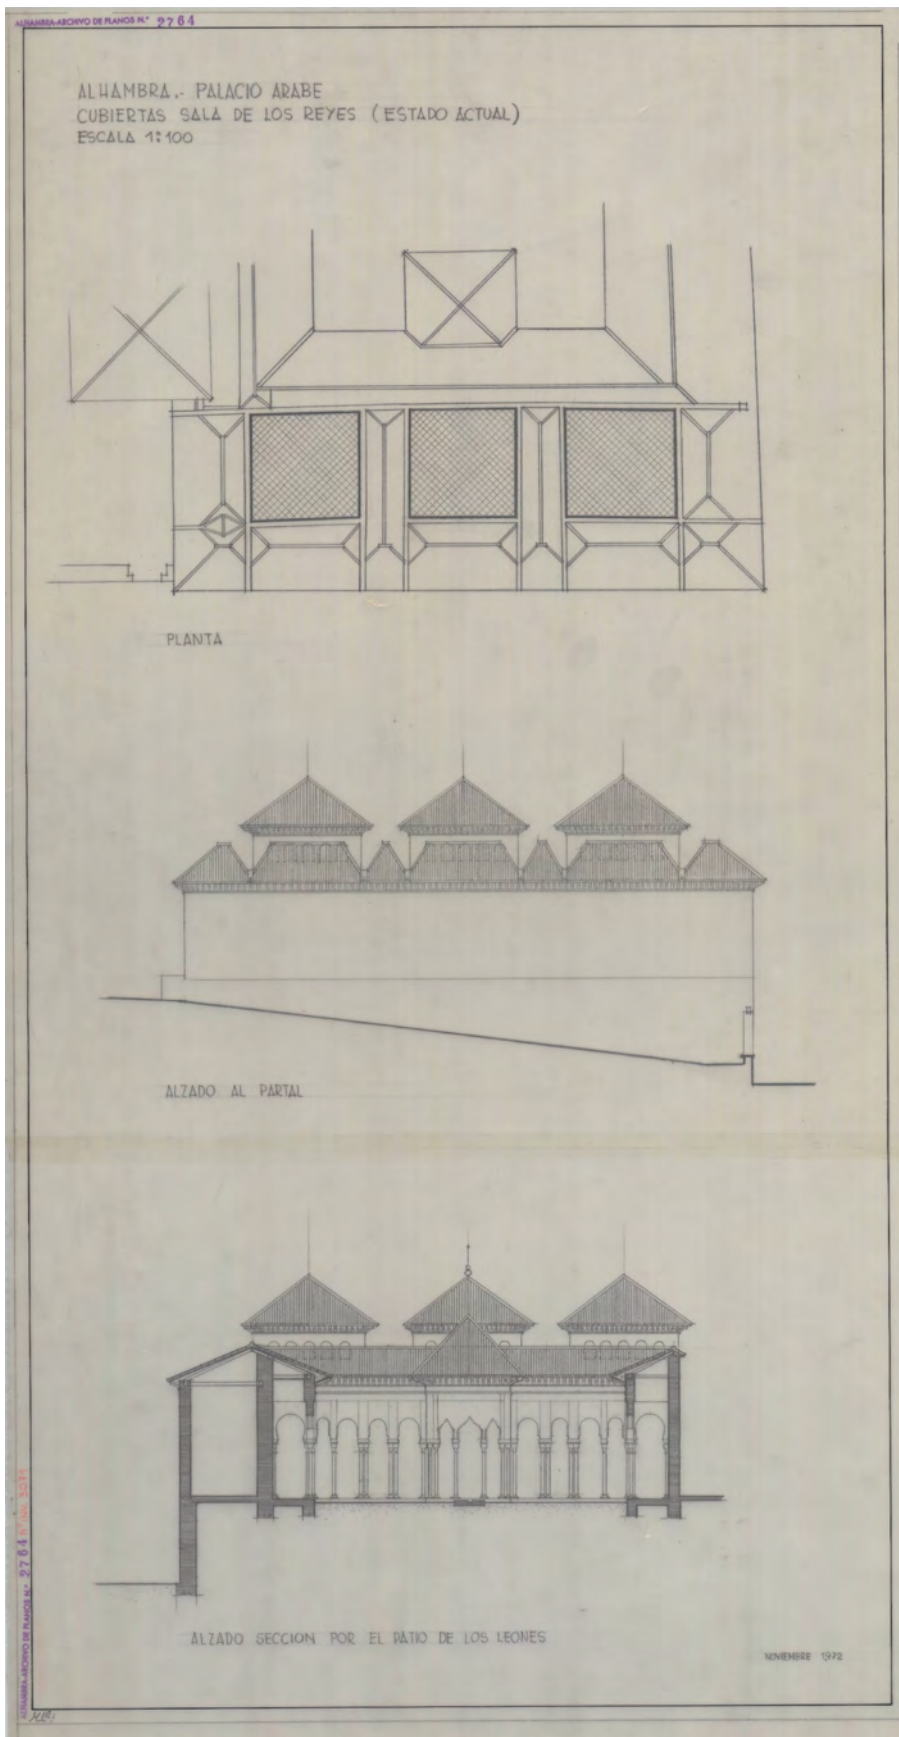 ALHAMBRA-ARCHIVO DE PLANOS N.º 2764
ALHAMBRA.- PALACIO ARABE
CUBIERTAS SALA DE LOS REYES (ESTADO ACTUAL)
ESCALA 1:100
PLANTA
ALZADO AL PARTAL
ALZADO SECCION POR EL PATIO DE LOS LEONES
NOVIEMBRE 1972
ALHAMBRA-ARCHIVO DE PLANOS N.º 2764